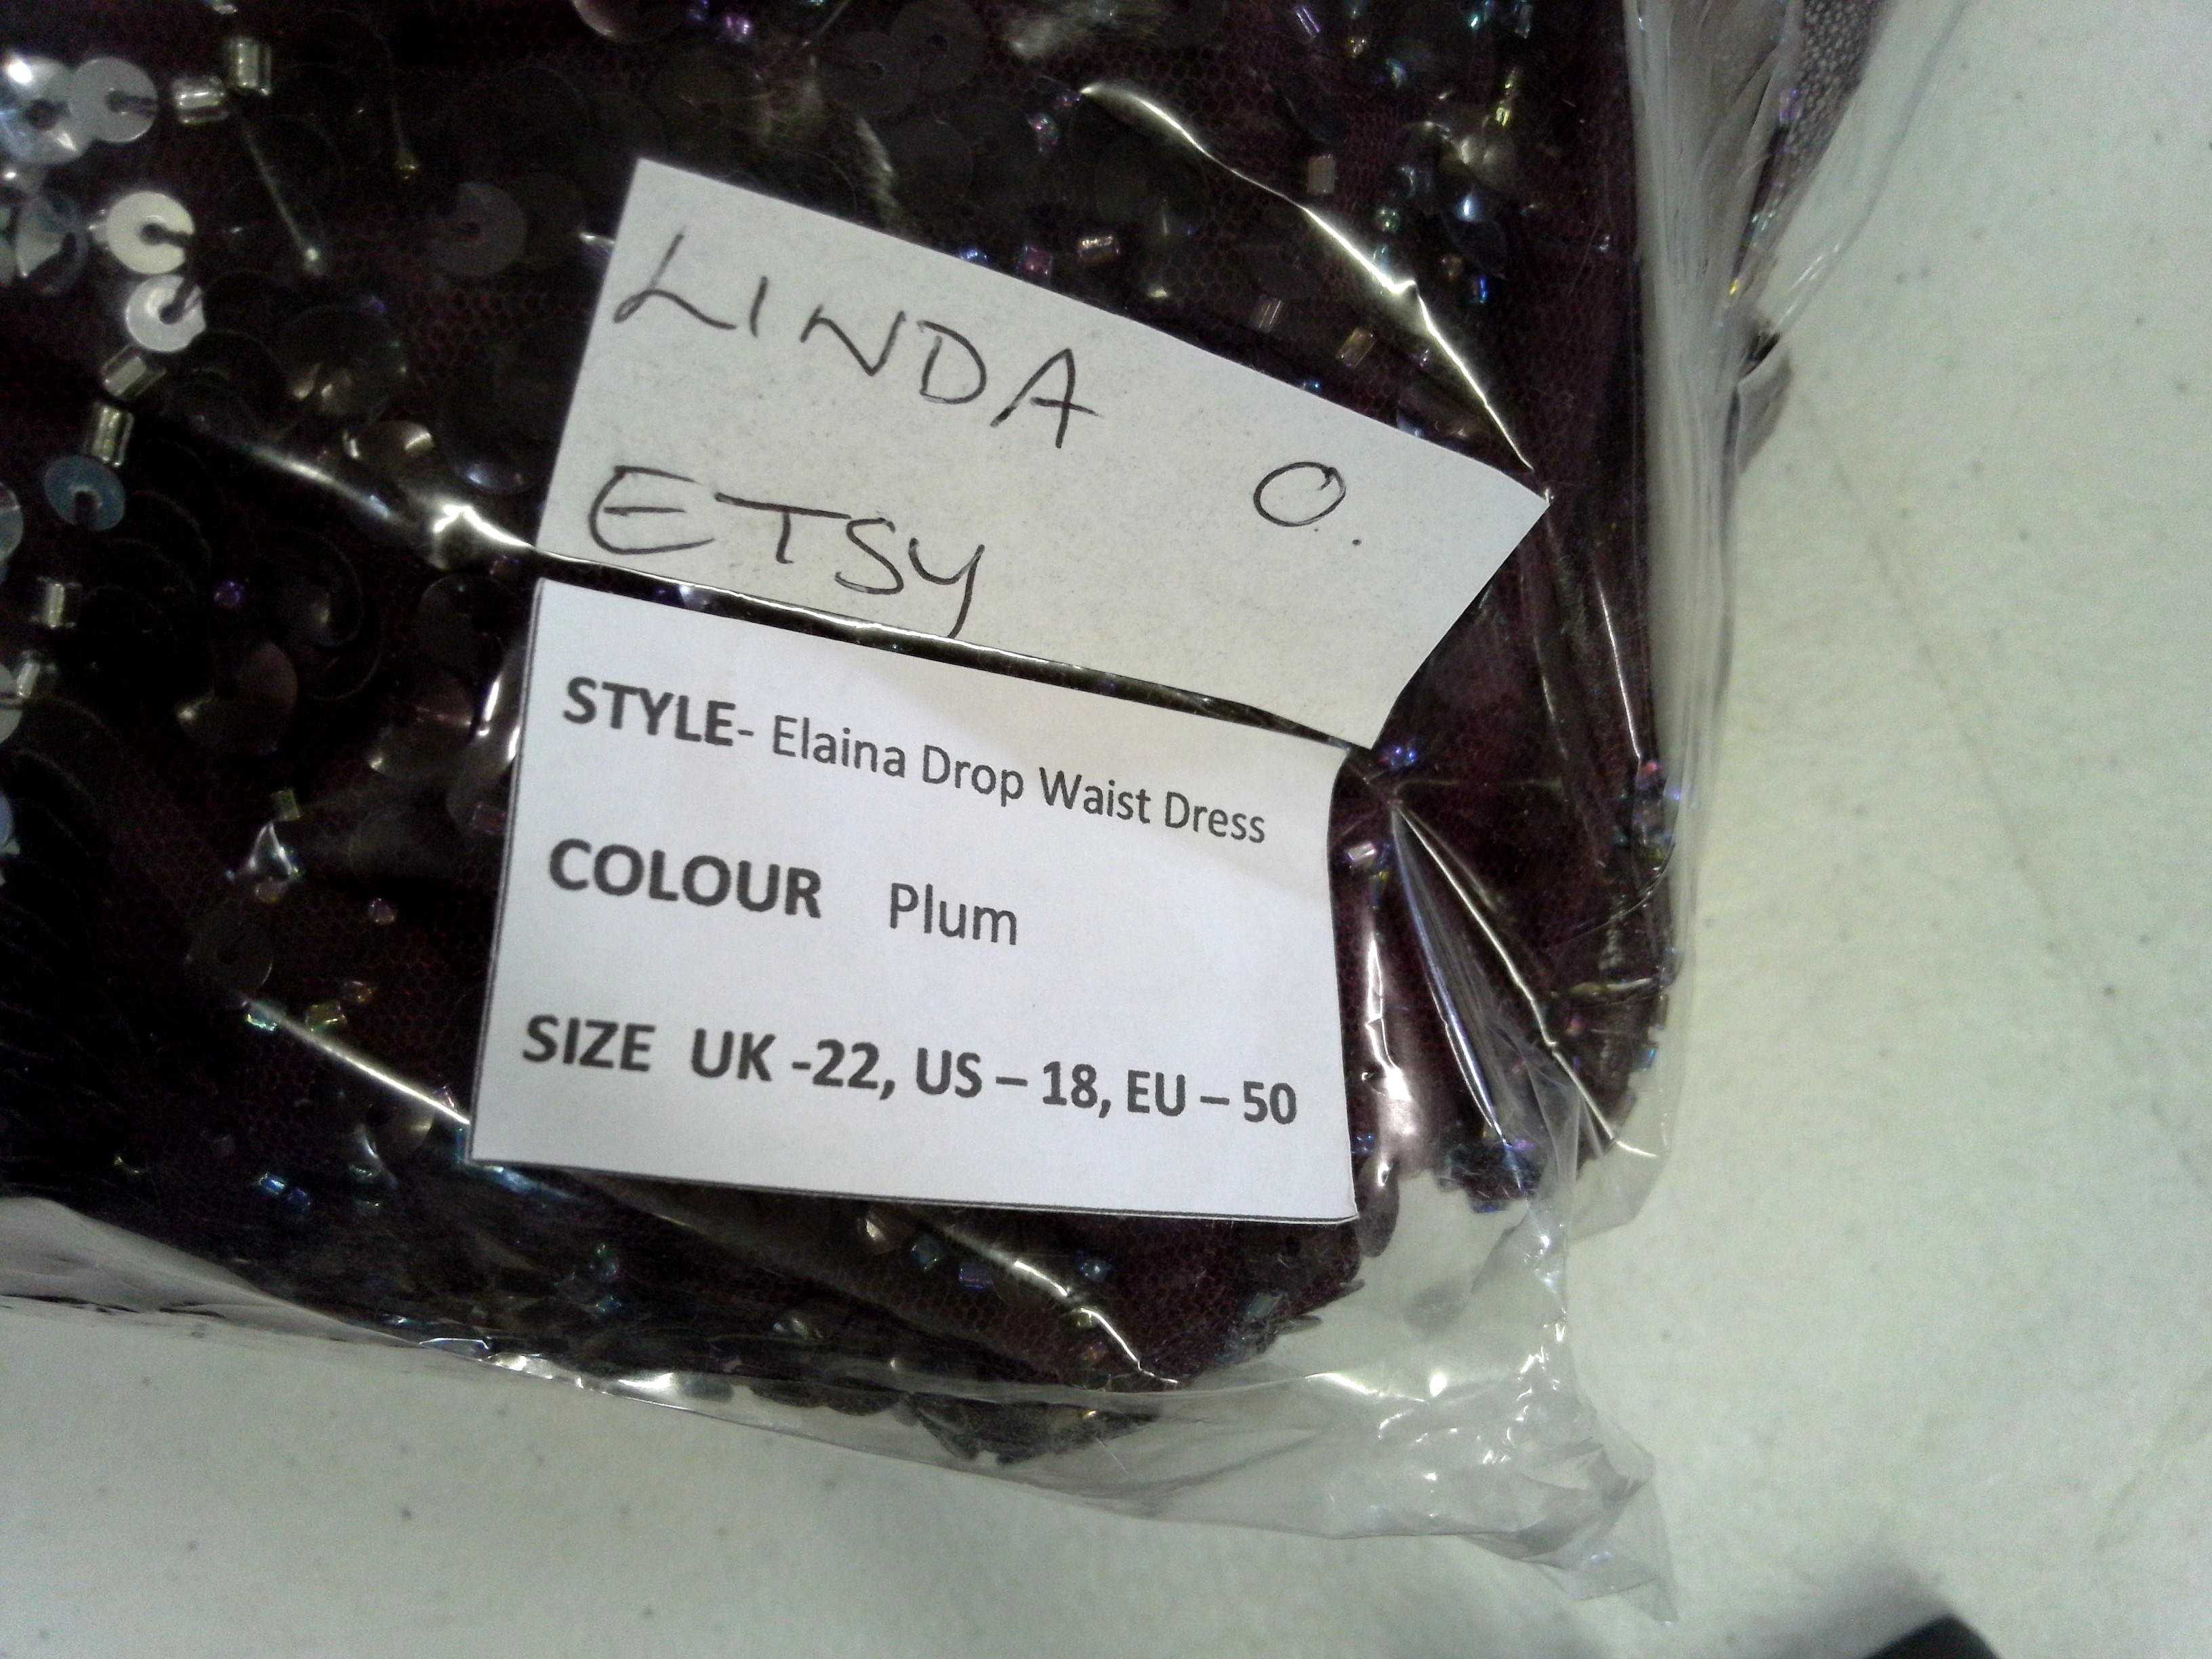 LINDA O.
ETSY
STYLE- Elaina Drop Waist Dress
COLOUR Plum
SIZE UK -22, US – 18, EU – 50